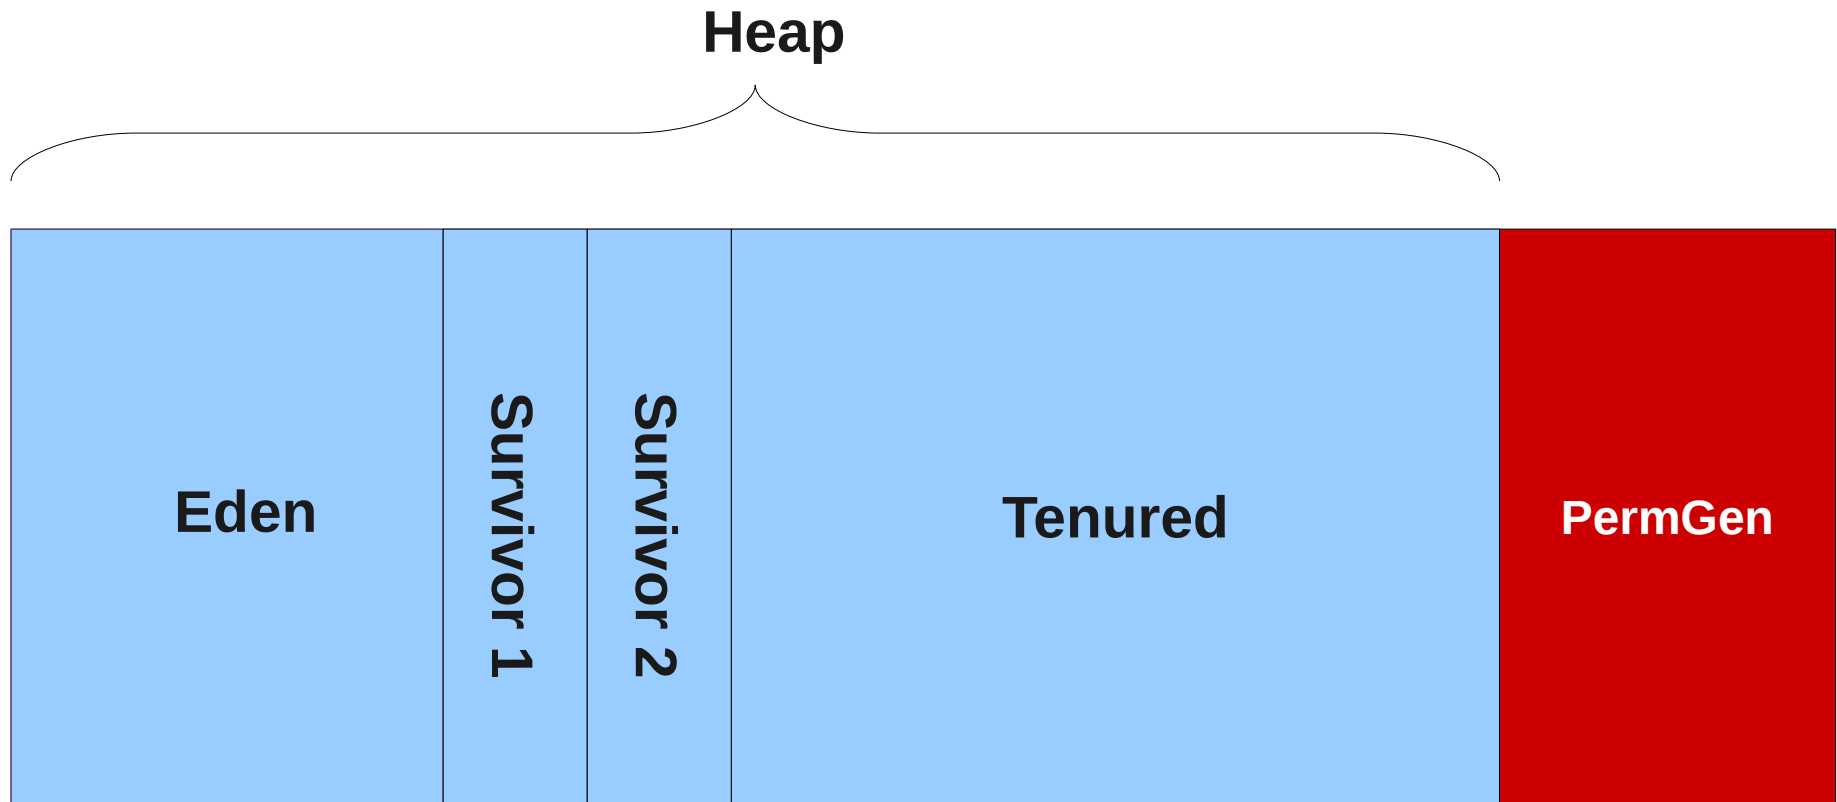 Heap
Eden
Survivor 1
Survivor 2
Tenured
PermGen